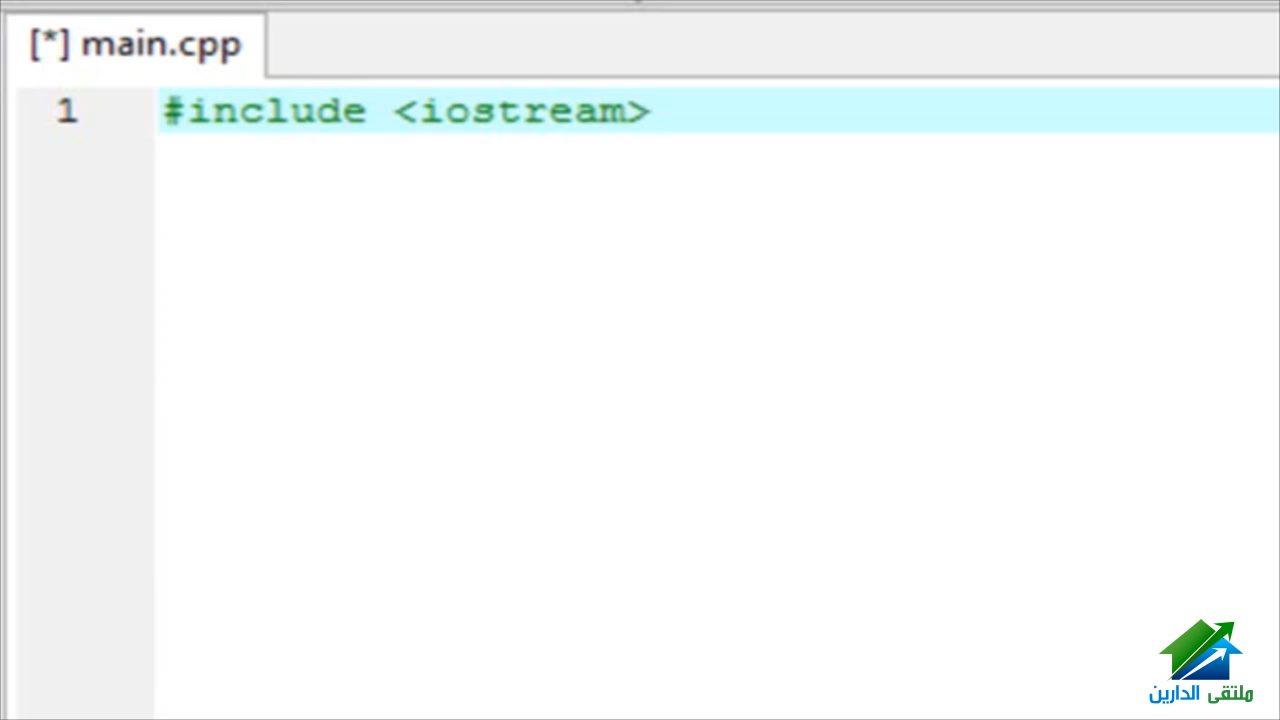 [*] main.cpp
1 #include <iostream>
ملتقى الدارين